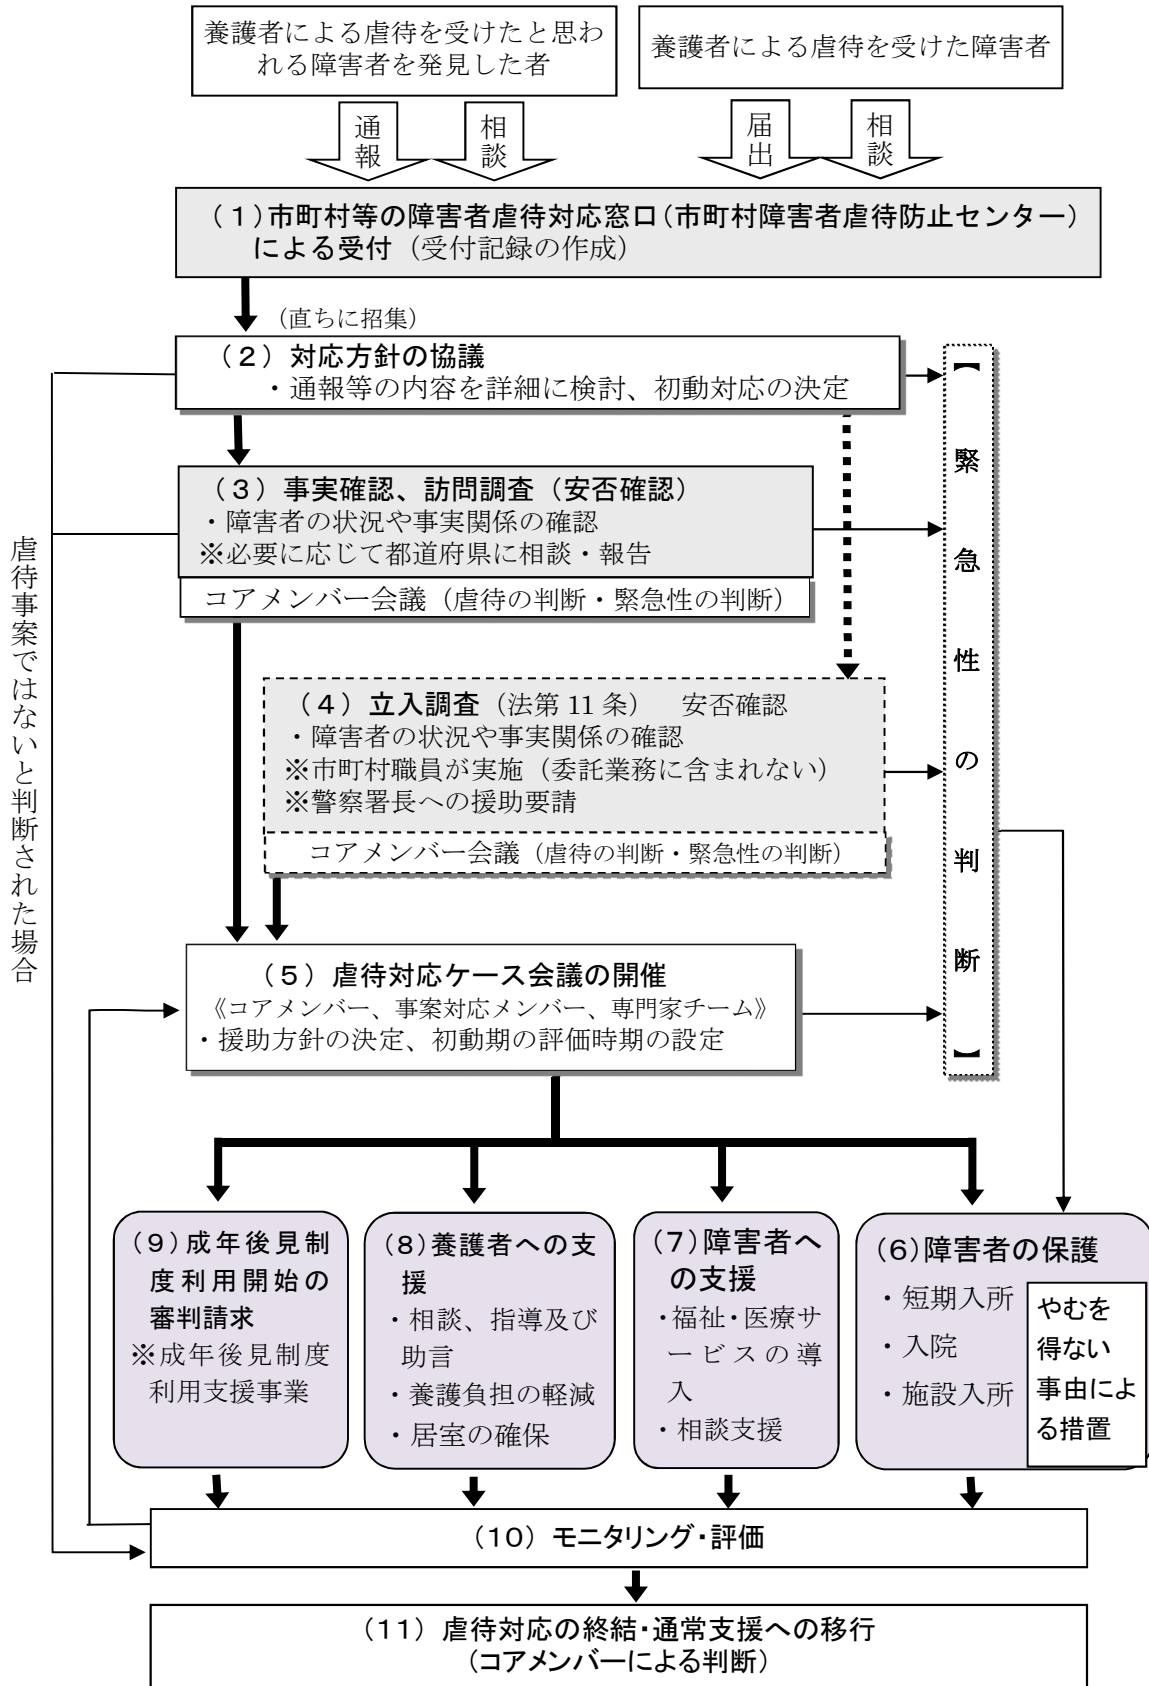 養護者による虐待を受けたと思わ
れる障害者を発見した者
養護者による虐待を受けた障害者
通報
相談
届出
相談
（１）市町村等の障害者虐待対応窓口（市町村障害者虐待防止センター）
による受付（受付記録の作成）
（直ちに招集）
（２）対応方針の協議
・通報等の内容を詳細に検討、初動対応の決定
（３）事実確認、訪問調査（安否確認）
・障害者の状況や事実関係の確認
※必要に応じて都道府県に相談・報告
コアメンバー会議（虐待の判断・緊急性の判断）
（４）立入調査（法第 11 条）　安否確認
・障害者の状況や事実関係の確認
※市町村職員が実施（委託業務に含まれない）
※警察署長への援助要請
コアメンバー会議（虐待の判断・緊急性の判断）
【緊急性の判断】
虐待事案ではないと判断された場合
（５）虐待対応ケース会議の開催
《コアメンバー、事案対応メンバー、専門家チーム》
・援助方針の決定、初動期の評価時期の設定
（９）成年後見制
度利用開始の
審判請求
※成年後見制度
利用支援事業
（８）養護者への支
援
・相談、指導及び
助言
・養護負担の軽減
・居室の確保
（７）障害者へ
の支援
・福祉・医療サ
ービスの導
入
・相談支援
（６）障害者の保護
・短期入所
・入院
・施設入所
やむを
得ない
事由によ
る措置
（１０）モニタリング・評価
（１１）虐待対応の終結・通常支援への移行
（コアメンバーによる判断）